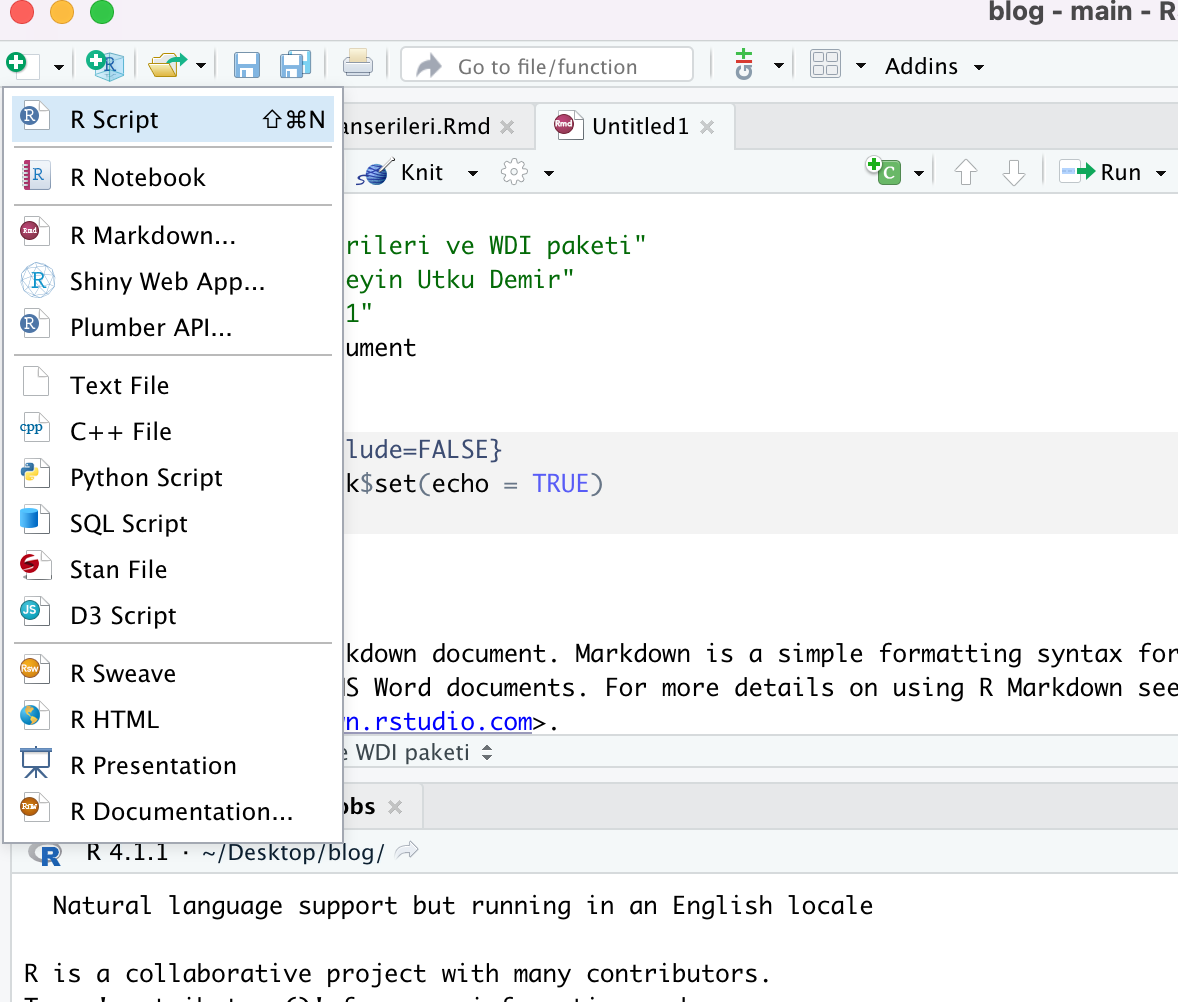 blog - main - R
Go to file/function
Addins
R Script ⇧⌘N
R Notebook
R Markdown...
Shiny Web App...
Plumber API...
Text File
C++ File
Python Script
SQL Script
Stan File
D3 Script
R Sweave
R HTML
R Presentation
R Documentation...
anserileri.Rmd
Untitled1
Knit
Run
rileri ve WDI paketi"
eyin Utku Demir"
1"
ument
lude=FALSE}
k$set(echo = TRUE)
kdown document. Markdown is a simple formatting syntax for
MS Word documents. For more details on using R Markdown see
n.rstudio.com>.
e WDI paketi
obs
R 4.1.1 · ~/Desktop/blog/
Natural language support but running in an English locale
R is a collaborative project with many contributors.